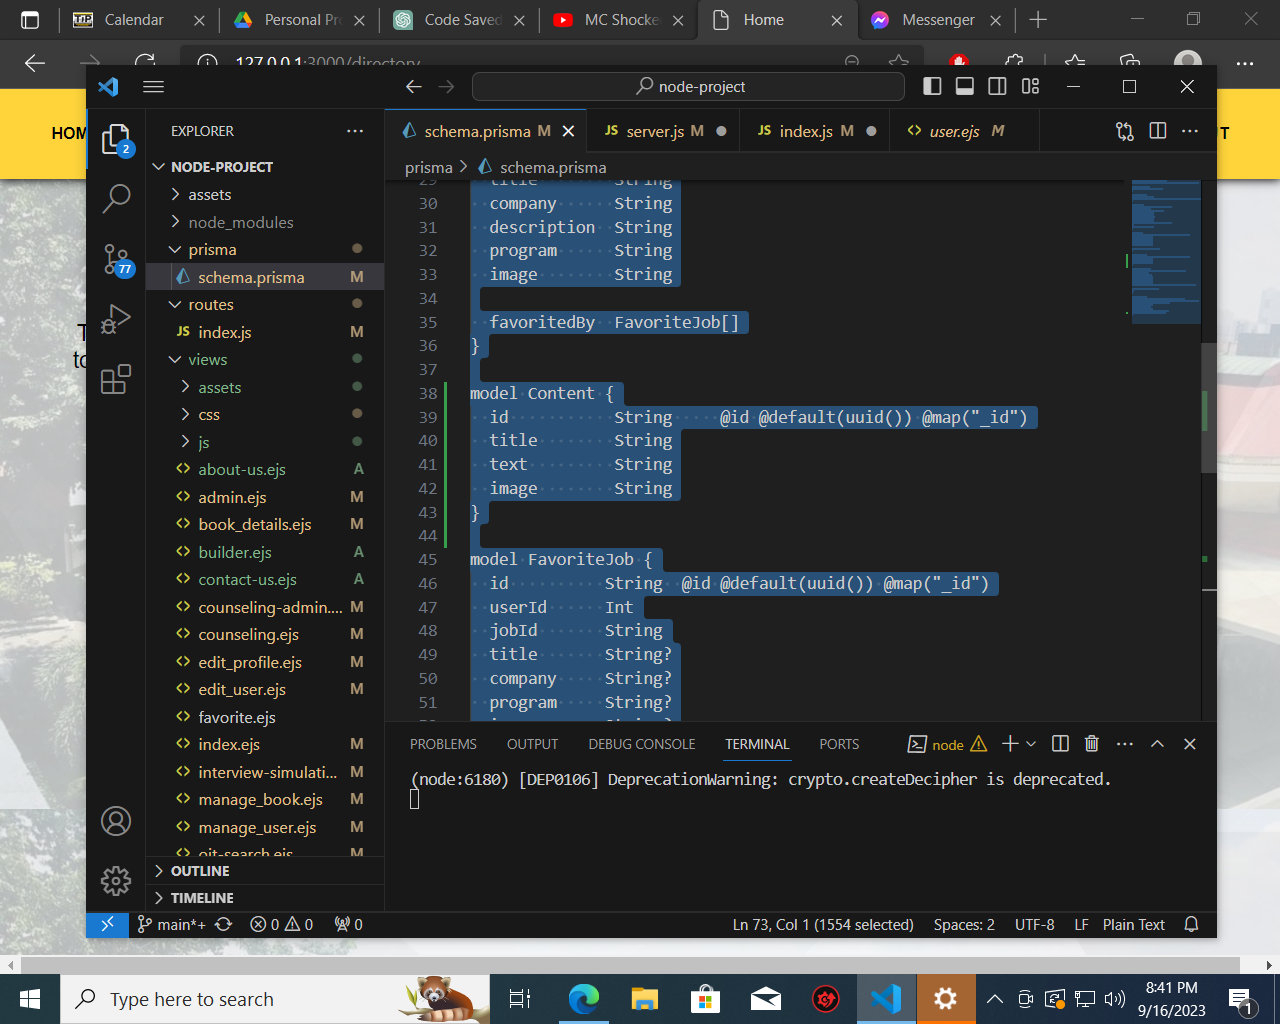 Calendar
Personal Pr
Code Saved
MC Shocke
Home
Messenger
127.0.0.1:3000/directory
HOM
T
T
to
node-project
EXPLORER
NODE-PROJECT
assets
node_modules
prisma
schema.prisma M
routes
JS index.js M
views
assets
css
js
<> about-us.ejs A
<> admin.ejs M
<> book_details.ejs M
<> builder.ejs A
<> contact-us.ejs A
<> counseling-admin.... M
<> counseling.ejs M
<> edit_profile.ejs M
<> edit_user.ejs M
<> favorite.ejs
<> index.ejs M
<> interview-simulati... M
<> manage_book.ejs M
<> manage_user.ejs M
<> ojt-search.ejs M
OUTLINE
TIMELINE
2
77
schema.prisma M
JS server.js M
JS index.js M
<> user.ejs M
prisma > schema.prisma
29 title String
30 company String
31 description String
32 program String
33 image String
34
35 favoritedBy FavoriteJob[]
36 }
37
38 model Content {
39 id String @id @default(uuid()) @map("_id")
40 title String
41 text String
42 image String
43 }
44
45 model FavoriteJob {
46 id String @id @default(uuid()) @map("_id")
47 userId Int
48 jobId String
49 title String?
50 company String?
51 program String?
PROBLEMS OUTPUT DEBUG CONSOLE TERMINAL PORTS node
(node:6180) [DEP0106] DeprecationWarning: crypto.createDecipher is deprecated.
main*+ 0 0 0 Ln 73, Col 1 (1554 selected) Spaces: 2 UTF-8 LF Plain Text
Type here to search
8:41 PM
9/16/2023
1